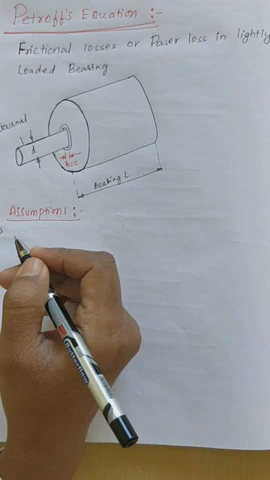 Petroff's Equation :-
Frictional losses or Power loss in lightly
Loaded Bearing
Journal
d
h=c
Bearing L
Assumptions :-